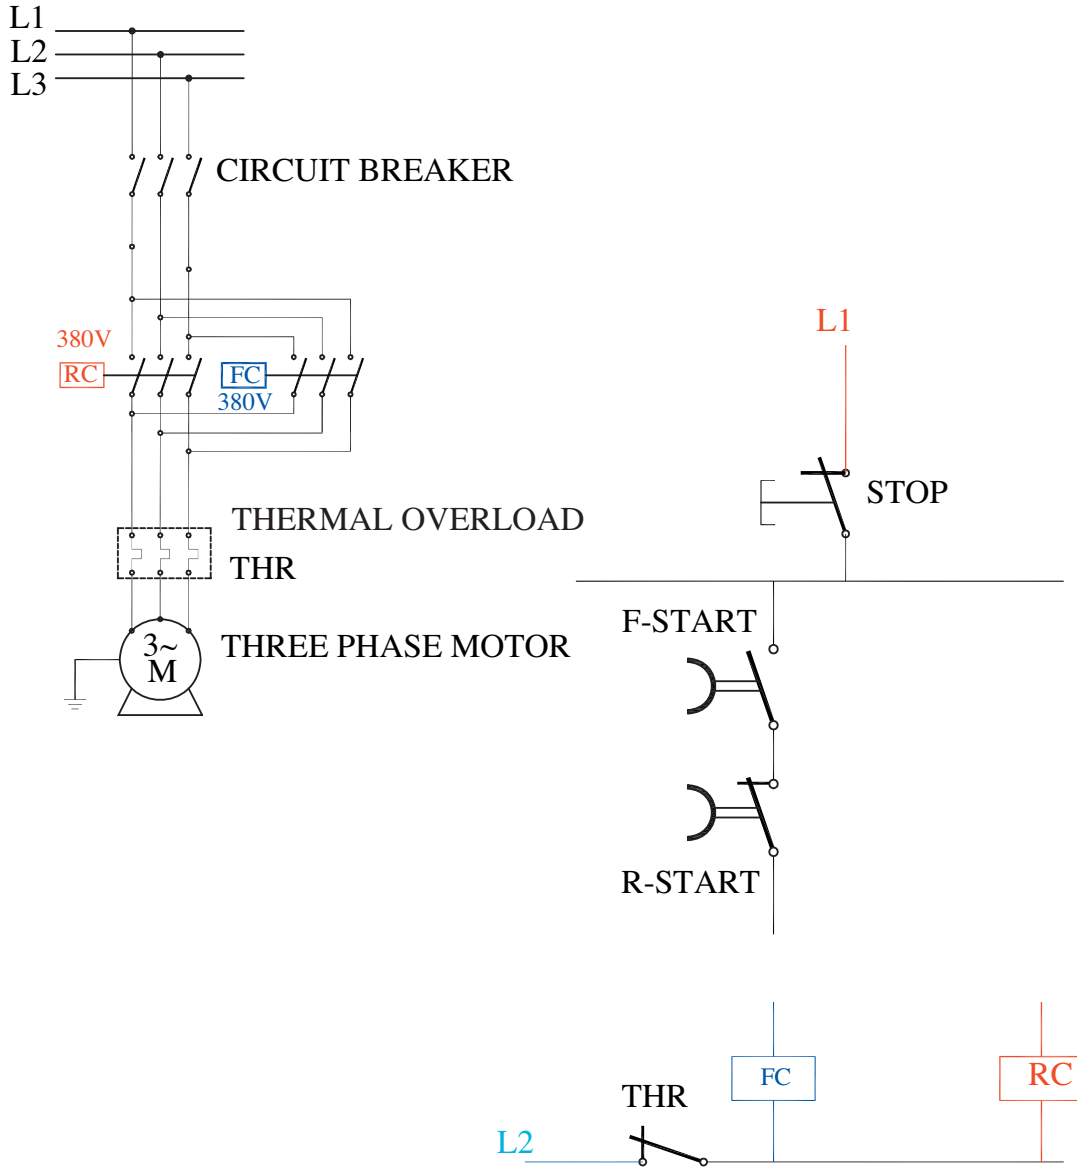 L1
L2
L3
CIRCUIT BREAKER
380V
RC
FC
380V
THERMAL OVERLOAD
THR
3~
M
THREE PHASE MOTOR
L1
STOP
F-START
R-START
FC
RC
THR
L2